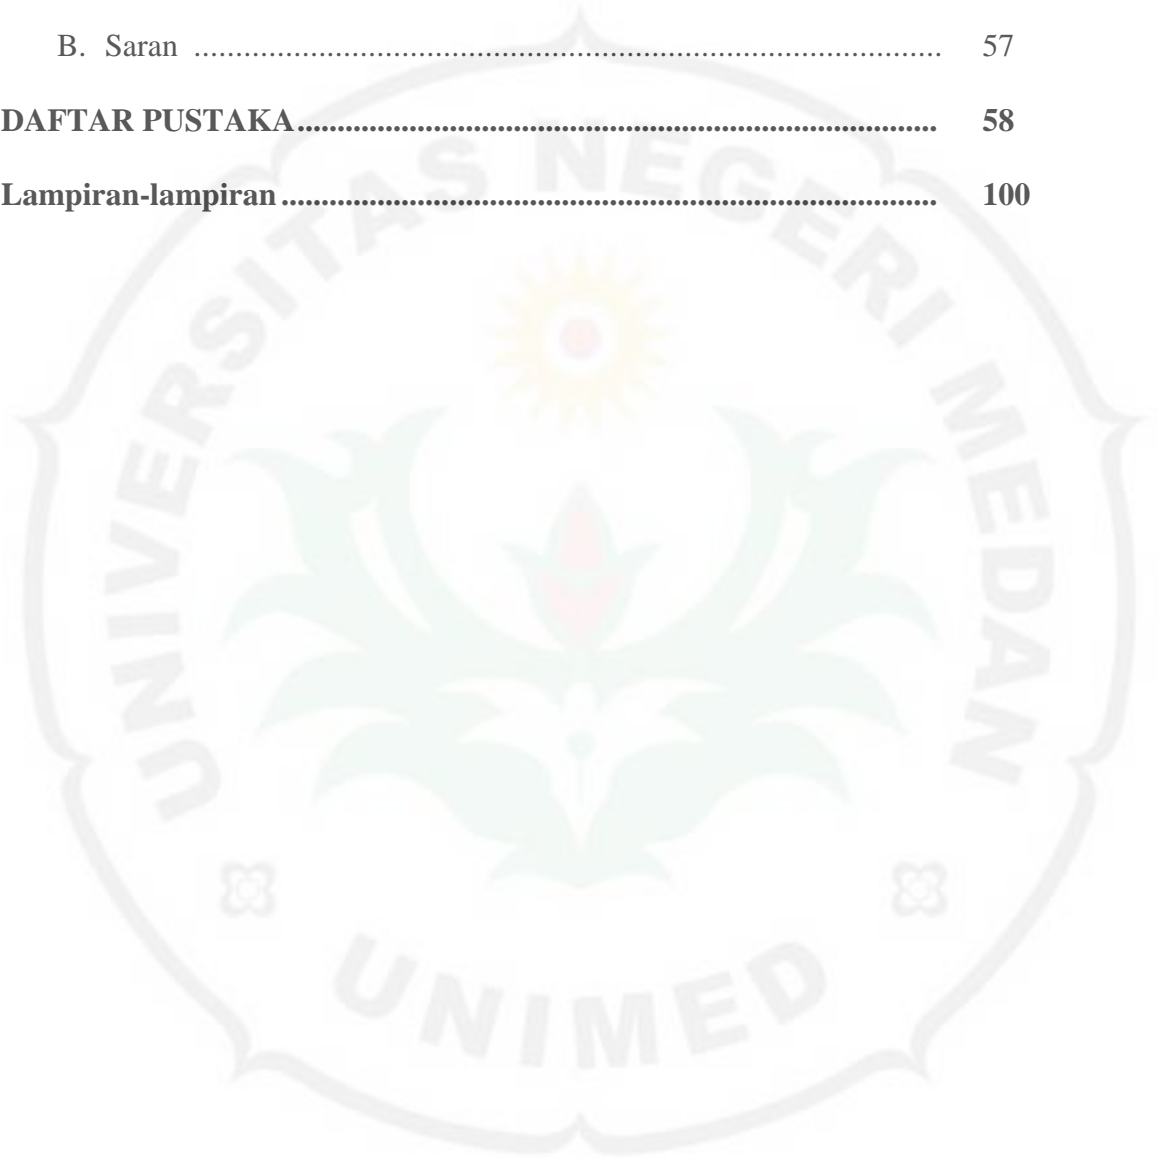 B. Saran ........................................................................................... 57
DAFTAR PUSTAKA................................................................................ 58
Lampiran-lampiran.................................................................................. 100
UNIVERSITAS NEGERI MEDAN
UNIMED